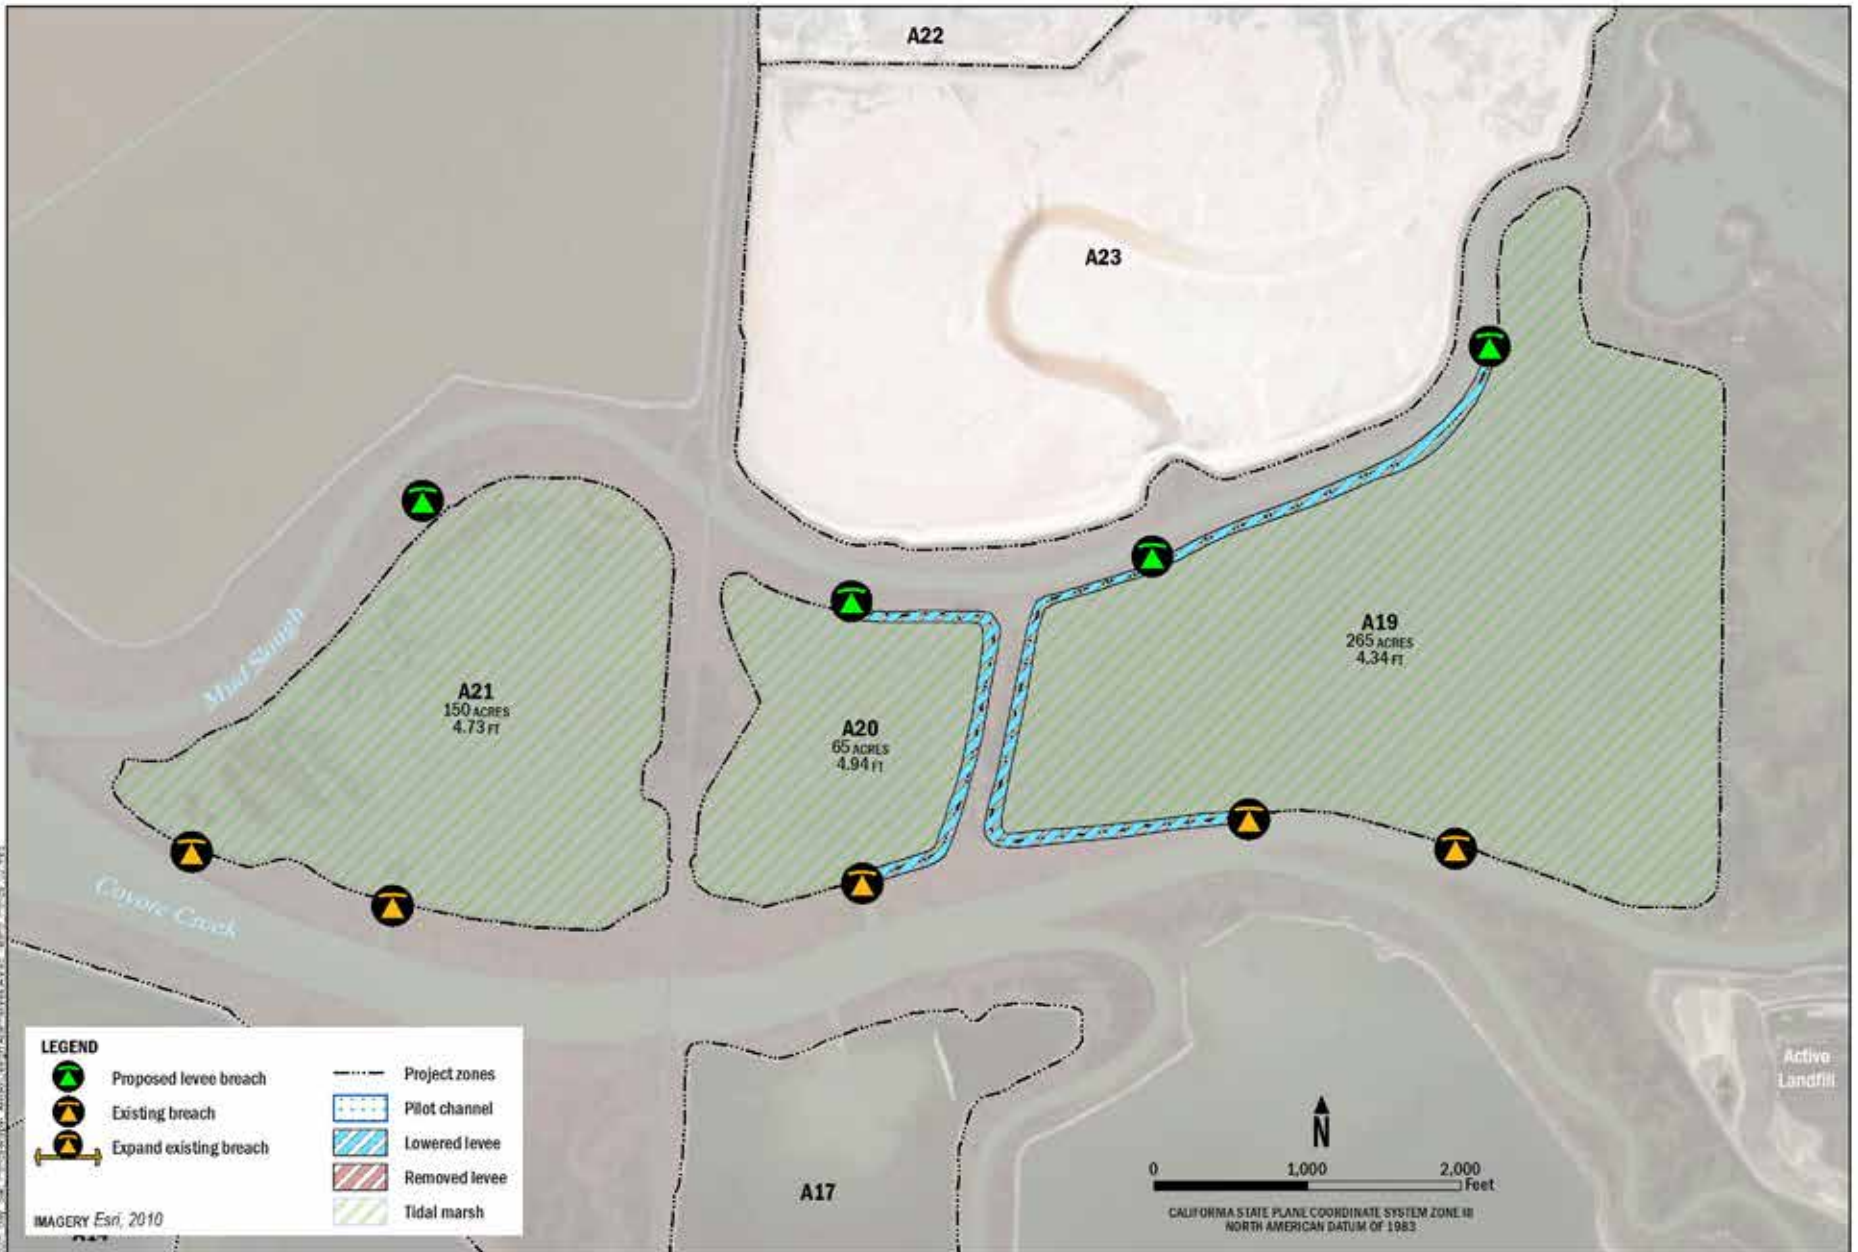 A22
A23
A19
265 ACRES
4.34 FT
A21
150 ACRES
4.73 FT
A20
65 ACRES
4.94 FT
Mud Slough
Coyote Creek
A17
Active
Landfill
LEGEND
Proposed levee breach
Existing breach
Expand existing breach
Project zones
Pilot channel
Lowered levee
Removed levee
Tidal marsh
IMAGERY Esri, 2010
N
0 1,000 2,000
Feet
CALIFORNIA STATE PLANE COORDINATE SYSTEM ZONE III
NORTH AMERICAN DATUM OF 1983